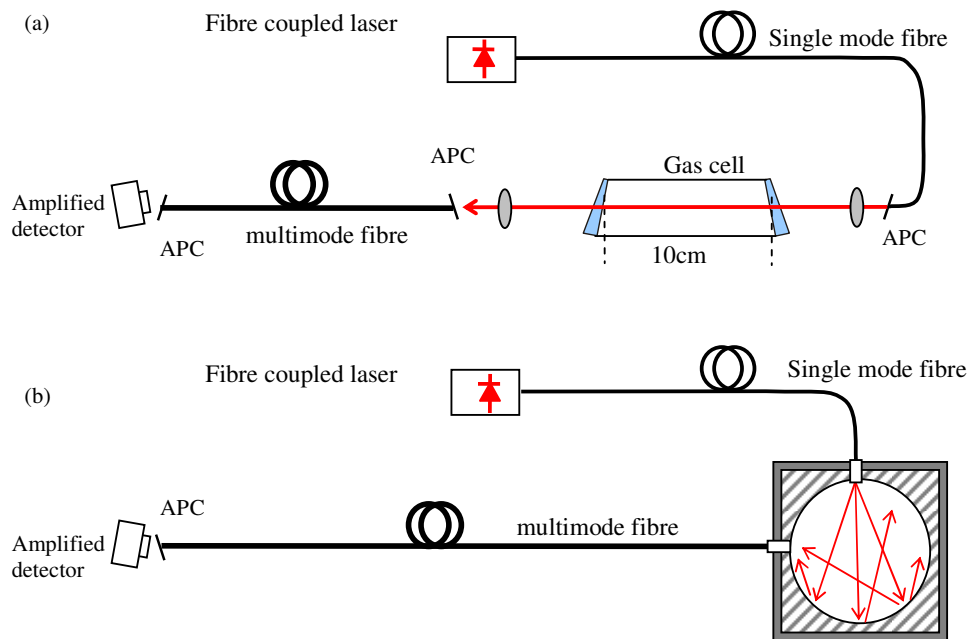 (a)
Fibre coupled laser
Single mode fibre
APC
Gas cell
Amplified
detector
APC
multimode fibre
10cm
APC
(b)
Fibre coupled laser
Single mode fibre
APC
multimode fibre
Amplified
detector